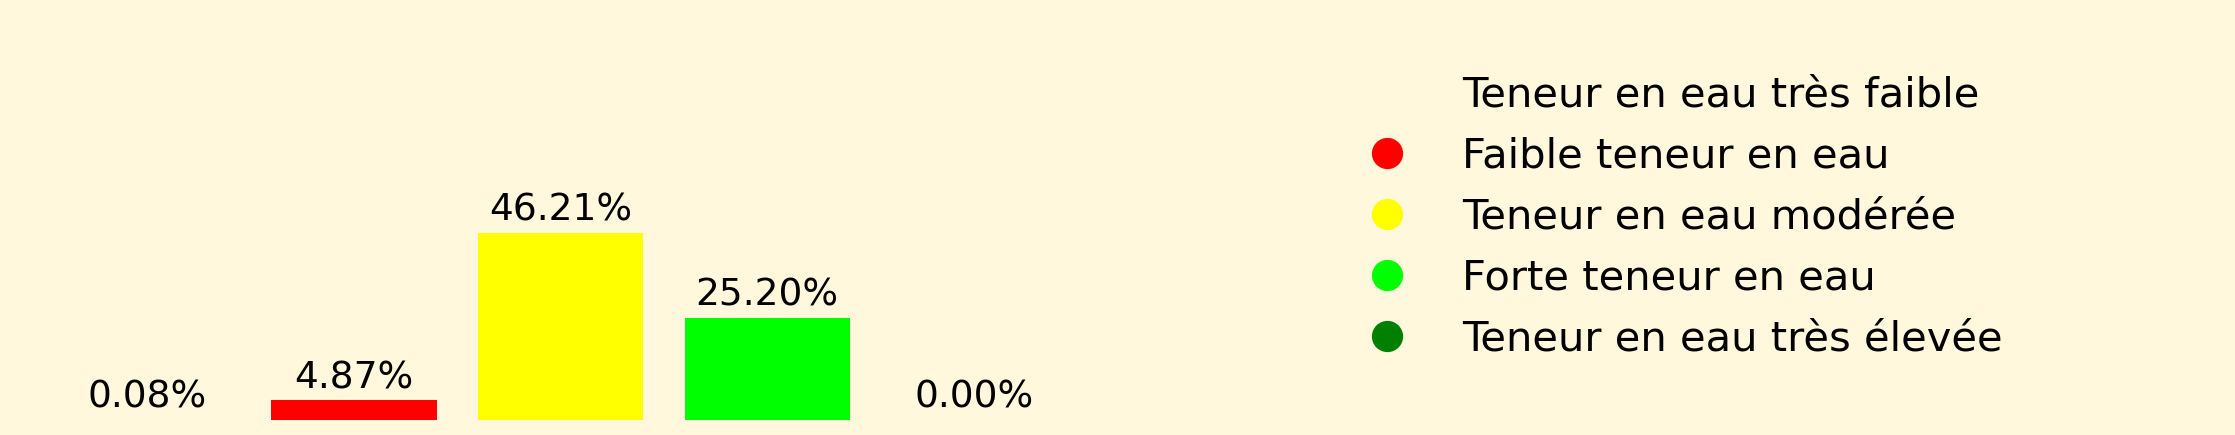 0.08%
4.87%
46.21%
25.20%
0.00%
Teneur en eau très faible
Faible teneur en eau
Teneur en eau modérée
Forte teneur en eau
Teneur en eau très élevée